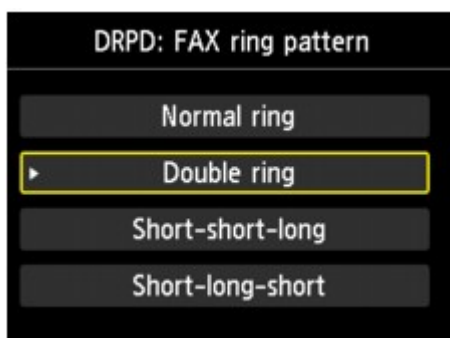 DRPD: FAX ring pattern
Normal ring
Double ring
Short-short-long
Short-long-short